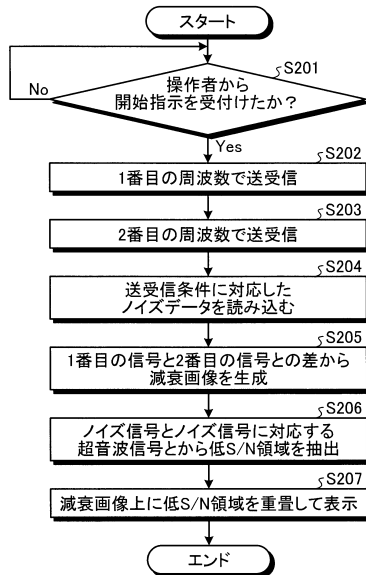 スタート
S201
操作者から
開始指示を受付けたか？
No
Yes
S202
1番目の周波数で送受信
S203
2番目の周波数で送受信
S204
送受信条件に対応した
ノイズデータを読み込む
S205
1番目の信号と2番目の信号との差から
減衰画像を生成
S206
ノイズ信号とノイズ信号に対応する
超音波信号とから低S/N領域を抽出
S207
減衰画像上に低S/N領域を重畳して表示
エンド